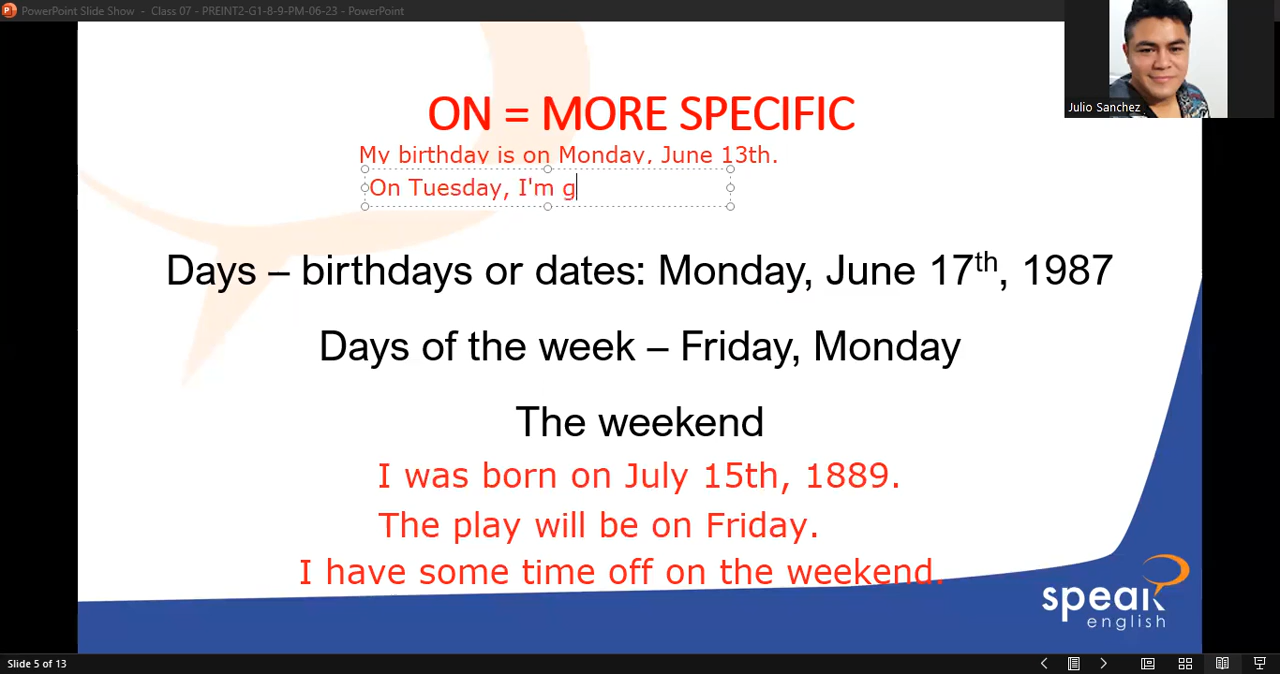 PowerPoint Slide Show - Class 07 - PREINT2-G1-8-9-PM-06-23 - PowerPoint
Julio Sanchez
ON = MORE SPECIFIC
My birthday is on Monday, June 13th.
On Tuesday, I'm g
Days – birthdays or dates: Monday, June 17th, 1987
Days of the week – Friday, Monday
The weekend
I was born on July 15th, 1889.
The play will be on Friday.
I have some time off on the weekend.
speak
english
Slide 5 of 13